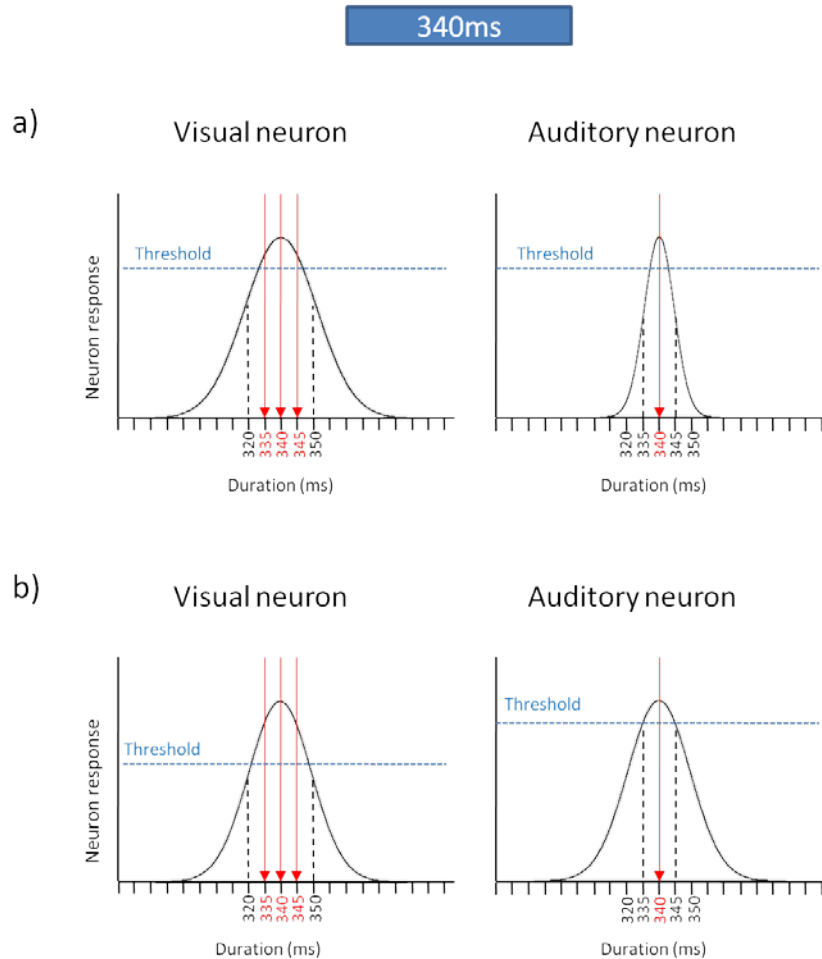 340ms
a)
Visual neuron
Auditory neuron
Threshold
Threshold
Neuron response
320 335 340 345 350
320 335 340 345 350
Duration (ms)
Duration (ms)
b)
Visual neuron
Auditory neuron
Threshold
Threshold
Neuron response
320 335 340 345 350
320 335 340 345 350
Duration (ms)
Duration (ms)